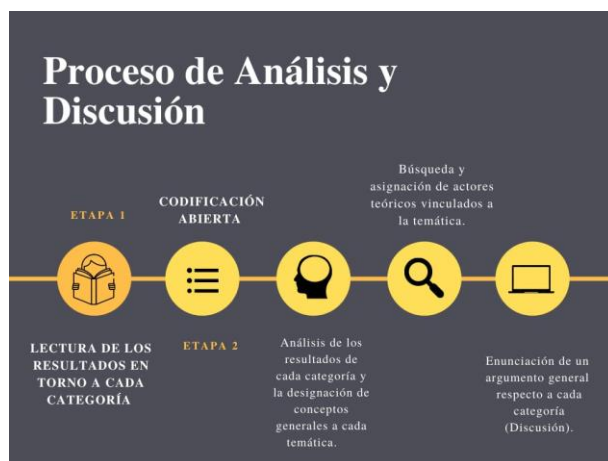 Proceso de Análisis y
Discusión
ETAPA 1
LECTURA DE LOS
RESULTADOS EN
TORNO A CADA
CATEGORÍA
CODIFICACIÓN
ABIERTA
ETAPA 2
Análisis de los
resultados de
cada categoría y
la designación de
conceptos
generales a cada
temática.
Búsqueda y
asignación de actores
teóricos vinculados a
la temática.
Enunciación de un
argumento general
respecto a cada
categoría
(Discusión).